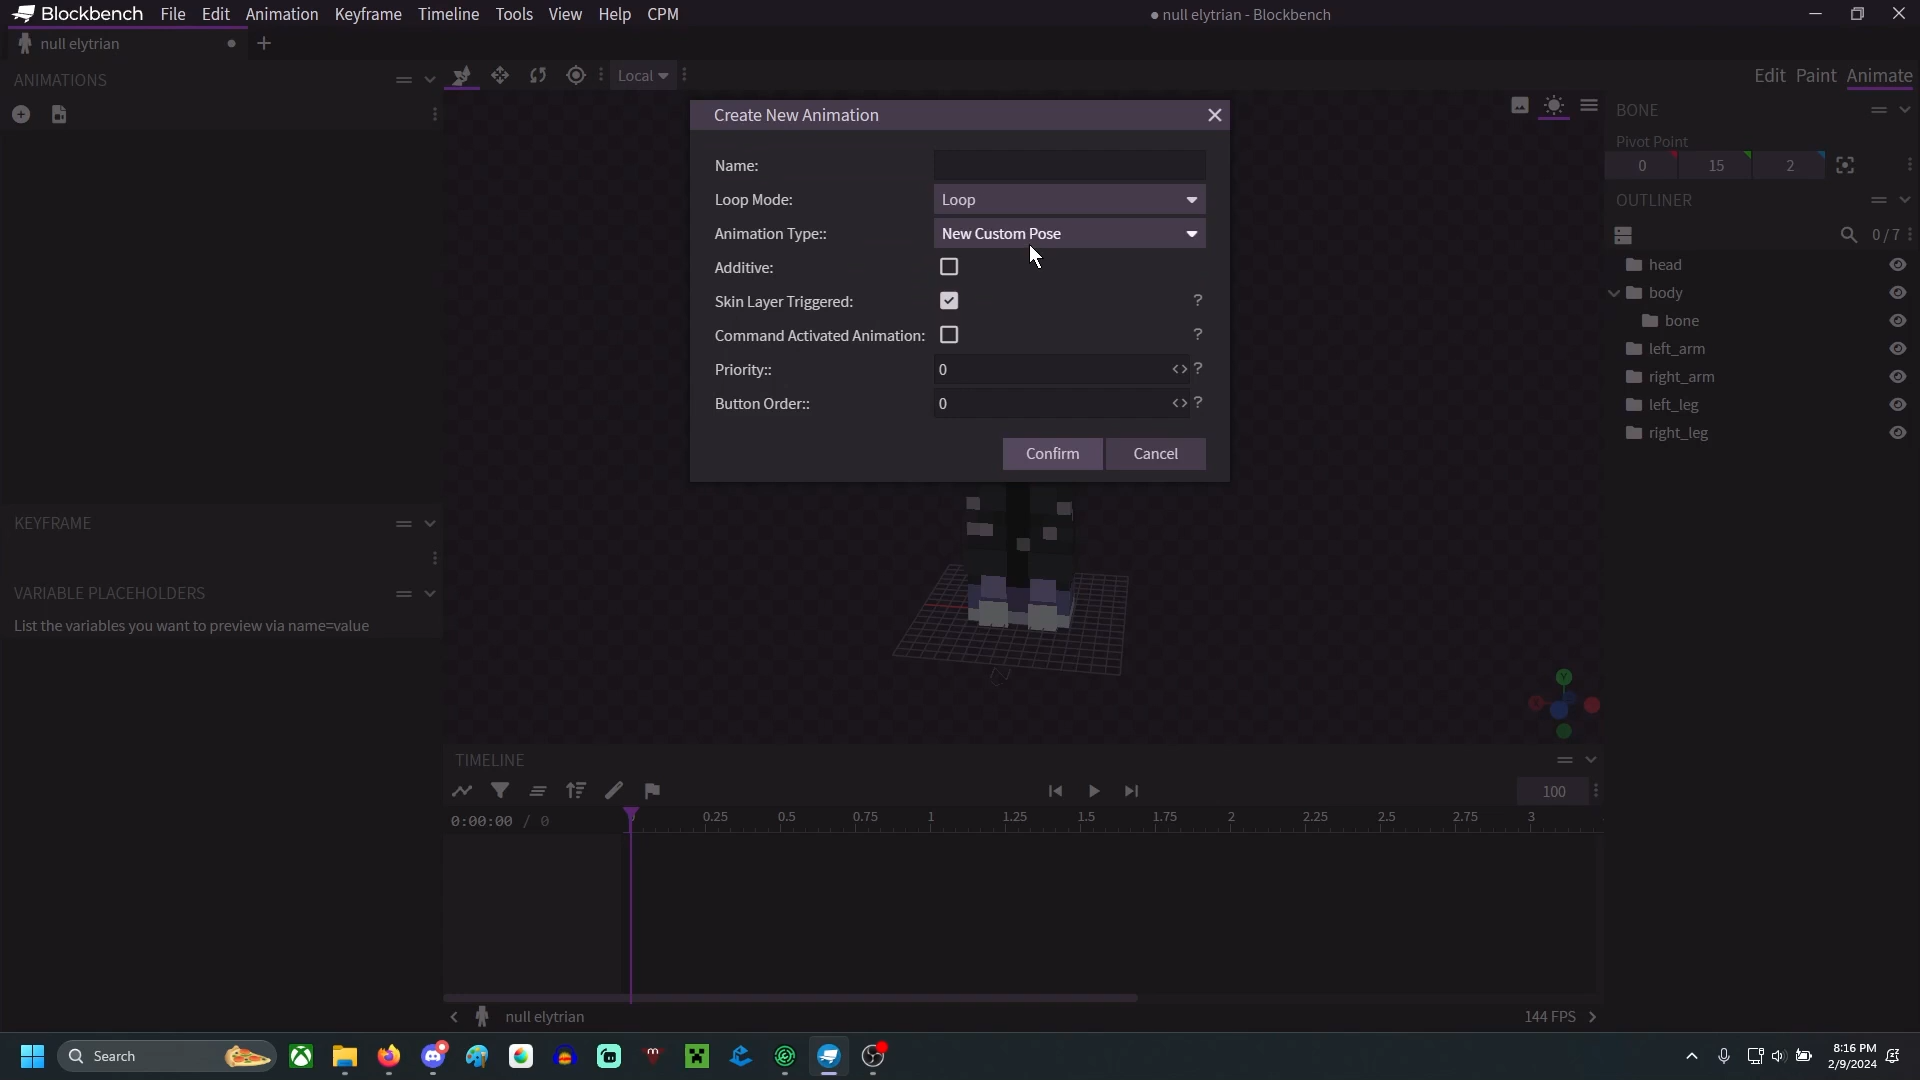 Blockbench File Edit Animation Keyframe Timeline Tools View Help CPM
● null elytrian - Blockbench
null elytrian
ANIMATIONS
Local
Edit Paint Animate
Create New Animation
Name:
Loop Mode: Loop
Animation Type:: New Custom Pose
Additive:
Skin Layer Triggered: ?
Command Activated Animation: ?
Priority:: 0 <> ?
Button Order:: 0 <> ?
Confirm Cancel
BONE
Pivot Point
0 15 2
OUTLINER
0 / 7
head
body
bone
left_arm
right_arm
left_leg
right_leg
KEYFRAME
VARIABLE PLACEHOLDERS
List the variables you want to preview via name=value
Y
TIMELINE
100
0:00:00 / 0
0 0.25 0.5 0.75 1 1.25 1.5 1.75 2 2.25 2.5 2.75 3
null elytrian
144 FPS
Search
8:16 PM
2/9/2024